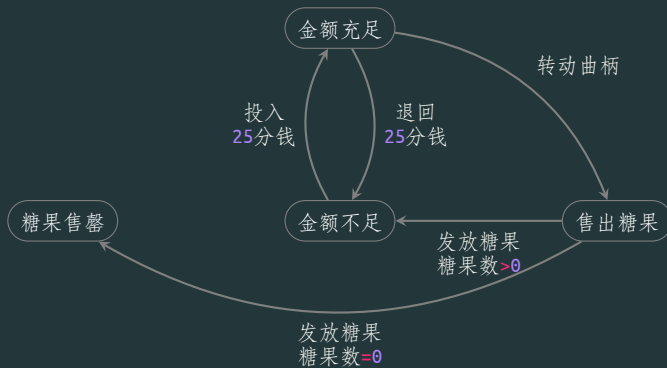 金额充足
转动曲柄
投入
25分钱
退回
25分钱
糖果售罄
金额不足
售出糖果
发放糖果
糖果数>0
发放糖果
糖果数=0